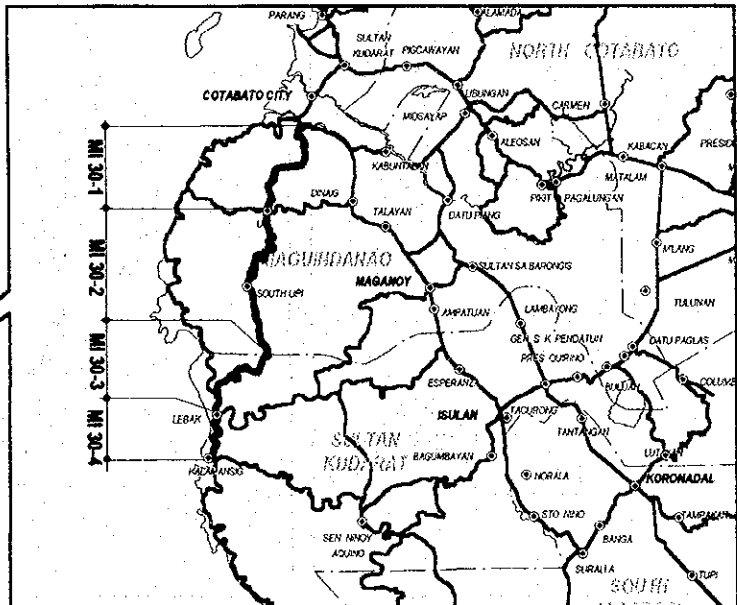 PARANG
ALAMADA
SULTAN
KUDARAT
PIGCAWAYAN
NORTH COTABATO
COTABATO CITY
LIBUNGAN
MIDSAYAP
CARMEN
ALEOSAN
MI 30-1
KABUNTALAN
KABACAN
PRESID
MATALAM
DINAIG
PIKIT
PAGALUNGAN
DATU PIANG
TALAYAN
MI 30-2
MAGUINDANAO
M'LANG
SULTAN SA BARONGIS
SOUTH UPI
MAGANOY
AMPATUAN
LAMBAYONG
TULUNAN
GEN. S. K. PENDATUN
DATU PAGLAS
PRES. QUIRINO
MI 30-3
ESPERANZ
BULUAN
COLUMB
LEBAK
ISULAN
TACURONG
TANTANGAN
MI 30-4
SULTAN
KUDARAT
BAGUMBAYAN
KALAMANSIG
NORALA
KORONADAL
STO NINO
TAMPAKAN
SEN NINOY
AQUINO
BANGA
SURALLA
TUPI
SOUTH